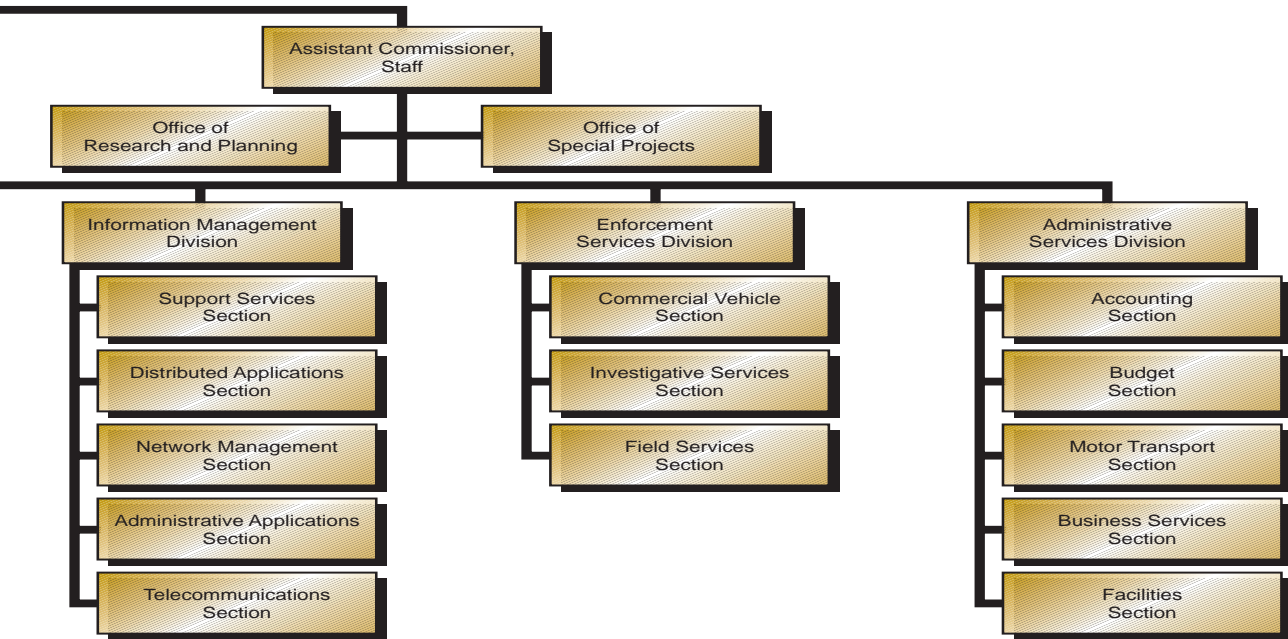 Assistant Commissioner,
Staff
Office of
Research and Planning
Office of
Special Projects
Information Management
Division
Support Services
Section
Distributed Applications
Section
Network Management
Section
Administrative Applications
Section
Telecommunications
Section
Enforcement
Services Division
Commercial Vehicle
Section
Investigative Services
Section
Field Services
Section
Administrative
Services Division
Accounting
Section
Budget
Section
Motor Transport
Section
Business Services
Section
Facilities
Section